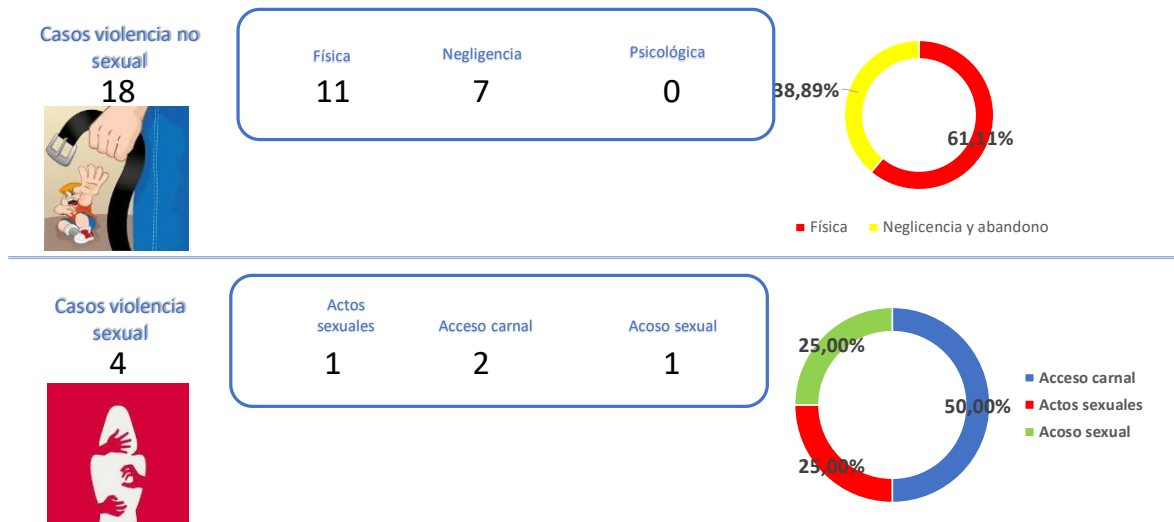 Casos violencia no
sexual
18
Física
Negligencia
Psicológica
11
7
0
38,89%
61,11%
Física
Neglicencia y abandono
Casos violencia
sexual
4
Actos
sexuales
Acceso carnal
Acoso sexual
1
2
1
25,00%
50,00%
25,00%
Acceso carnal
Actos sexuales
Acoso sexual